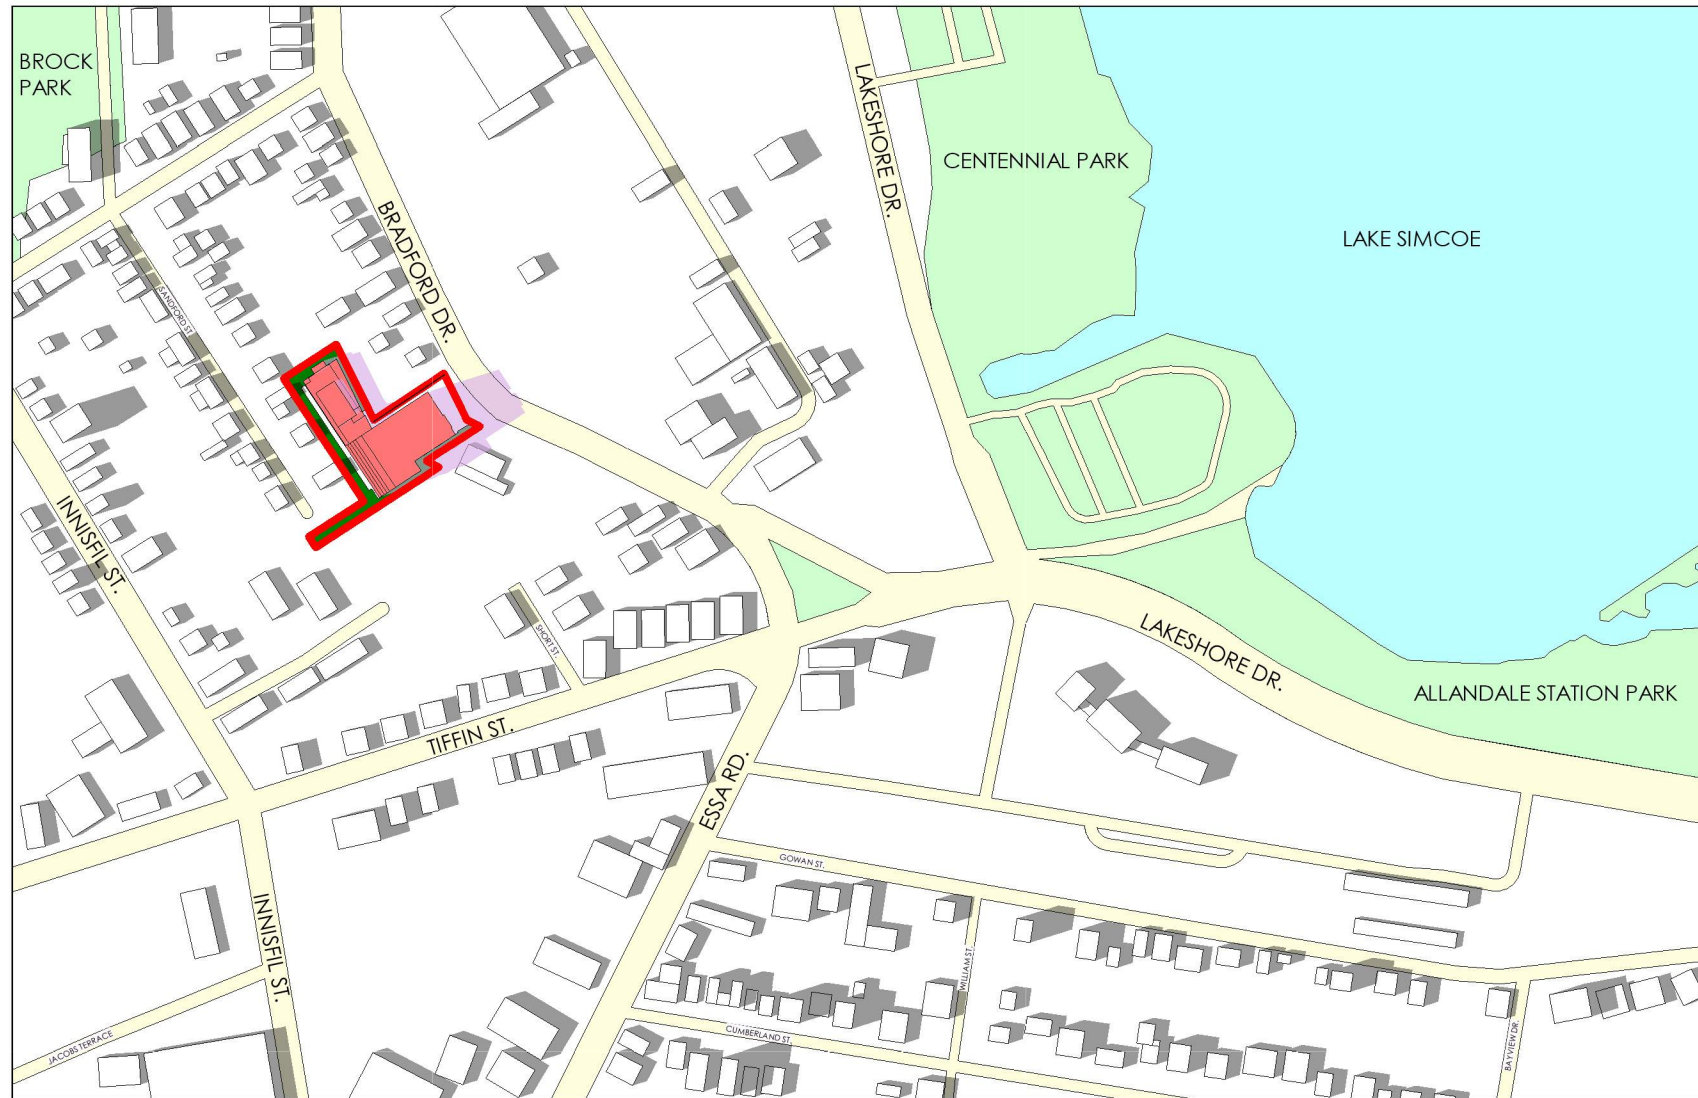 BROCK
PARK
LAKESHORE DR.
CENTENNIAL PARK
BRADFORD DR.
LAKE SIMCOE
SANDFORD ST.
INNISFIL ST.
SHORT ST.
LAKESHORE DR.
ALLANDALE STATION PARK
TIFFIN ST.
ESSA RD.
GOWAN ST.
INNISFIL ST.
WILLIAM ST.
JACOBS TERRACE
CUMBERLAND ST.
BAYVIEW DR.